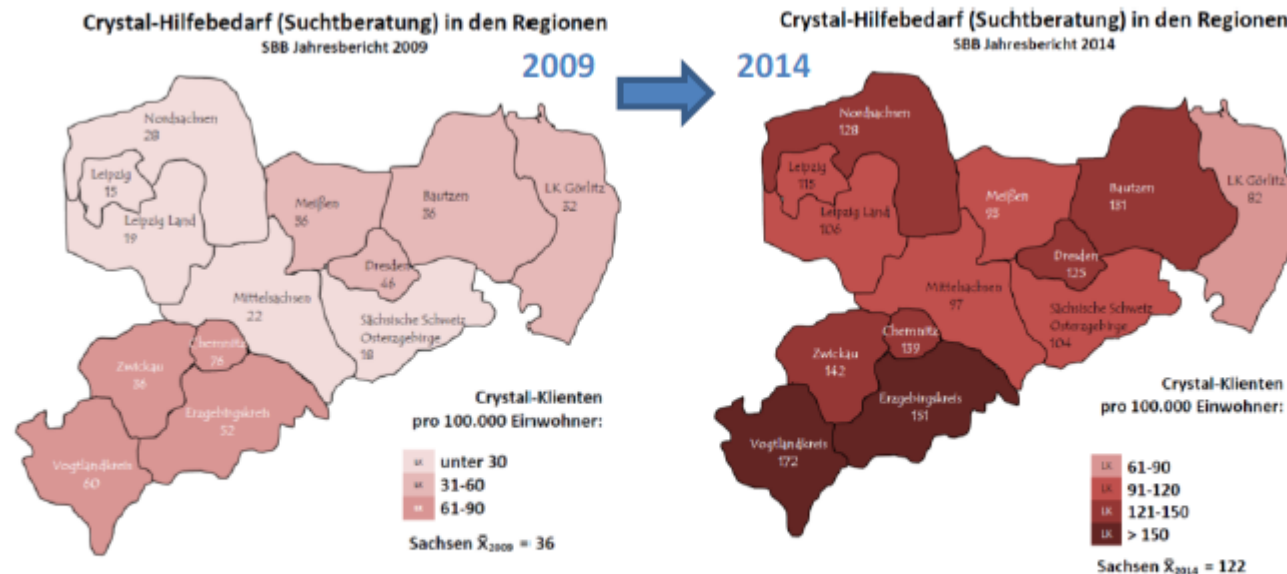 Crystal-Hilfebedarf (Suchtberatung) in den Regionen
SBB Jahresbericht 2009
2009
Nordsachsen
28
Leipzig
15
Leipzig Land
19
Meißen
36
Bautzen
36
LK Görlitz
32
Dresden
46
Mittelsachsen
22
Sächsische Schweiz
Osterzgebirge
18
Chemnitz
76
Zwickau
Erzgebirgskreis
52
Vogtlandkreis
60
Crystal-Klienten
pro 100.000 Einwohner:
unter 30
31-60
61-90
Sachsen X̄2009 = 36
Crystal-Hilfebedarf (Suchtberatung) in den Regionen
SBB Jahresbericht 2014
2014
Nordsachsen
128
Leipzig
115
Leipzig Land
106
Meißen
Bautzen
131
LK Görlitz
82
Dresden
125
Mittelsachsen
97
Sächsische Schweiz
Osterzgebirge
104
Chemnitz
139
Zwickau
142
Erzgebirgskreis
Vogtlandkreis
172
Crystal-Klienten
pro 100.000 Einwohner:
LK 61-90
LK 91-120
LK 121-150
LK > 150
Sachsen X̄2014 = 122